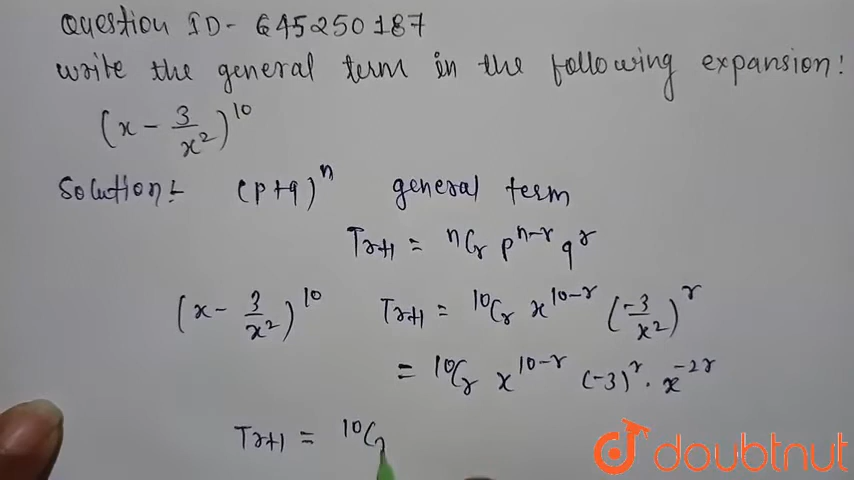 Question ID- 645250187
Write the general term in the following expansion:
(x - 3/x²)¹⁰
Solution:- (p+q)ⁿ general term
Tr+1 = ⁿCr pⁿ⁻ʳ qʳ
(x - 3/x²)¹⁰ Tr+1 = ¹⁰Cr x¹⁰⁻ʳ (-3/x²)ʳ
= ¹⁰Cr x¹⁰⁻ʳ (-3)ʳ · x⁻²ʳ
Tr+1 = ¹⁰C
doubtnut